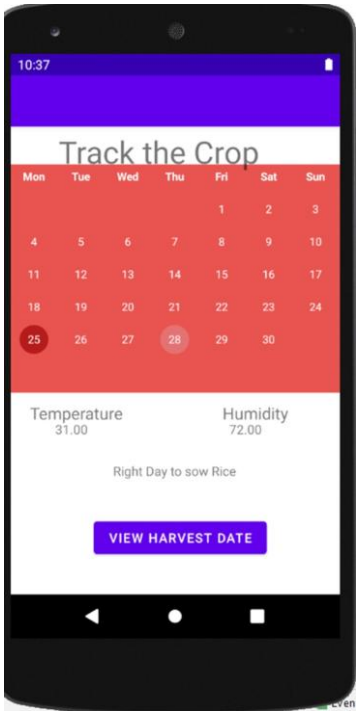 10:37
Track the Crop
Mon Tue Wed Thu Fri Sat Sun
1 2 3
4 5 6 7 8 9 10
11 12 13 14 15 16 17
18 19 20 21 22 23 24
25 26 27 28 29 30
Temperature Humidity
31.00 72.00
Right Day to sow Rice
VIEW HARVEST DATE
Even